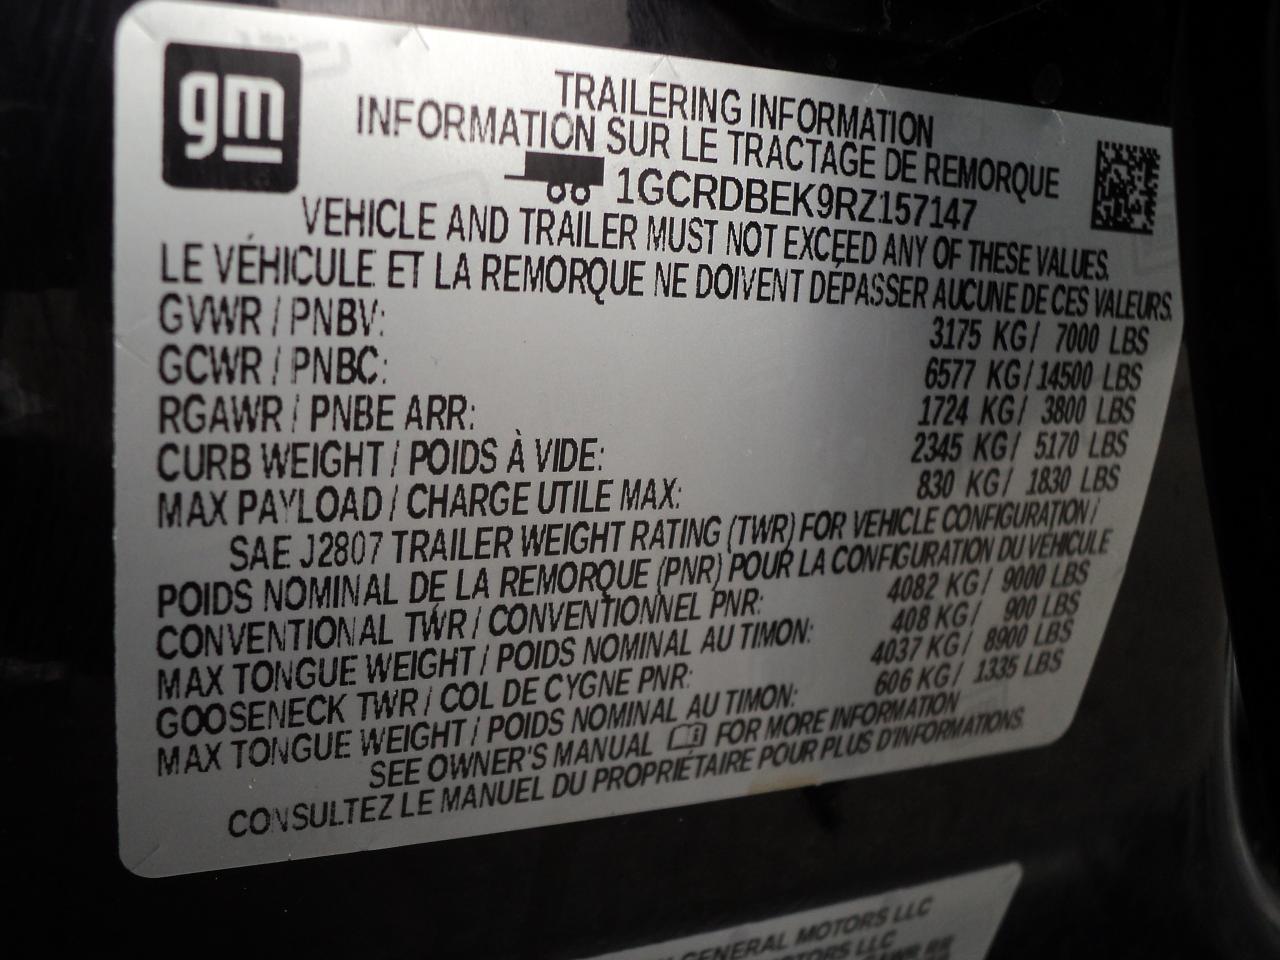 gm
TRAILERING INFORMATION
INFORMATION SUR LE TRACTAGE DE REMORQUE
1GCRDBEK9RZ157147
VEHICLE AND TRAILER MUST NOT EXCEED ANY OF THESE VALUES.
LE VÉHICULE ET LA REMORQUE NE DOIVENT DÉPASSER AUCUNE DE CES VALEURS.
GVWR / PNBV: 3175 KG / 7000 LBS
GCWR / PNBC: 6577 KG / 14500 LBS
RGAWR / PNBE ARR: 1724 KG / 3800 LBS
CURB WEIGHT / POIDS À VIDE: 2345 KG / 5170 LBS
MAX PAYLOAD / CHARGE UTILE MAX: 830 KG / 1830 LBS
SAE J2807 TRAILER WEIGHT RATING (TWR) FOR VEHICLE CONFIGURATION /
POIDS NOMINAL DE LA REMORQUE (PNR) POUR LA CONFIGURATION DU VÉHICULE
CONVENTIONAL TWR / CONVENTIONNEL PNR: 4082 KG / 9000 LBS
MAX TONGUE WEIGHT / POIDS NOMINAL AU TIMON: 408 KG / 900 LBS
GOOSENECK TWR / COL DE CYGNE PNR: 4037 KG / 8900 LBS
MAX TONGUE WEIGHT / POIDS NOMINAL AU TIMON: 606 KG / 1335 LBS
SEE OWNER'S MANUAL FOR MORE INFORMATION
CONSULTEZ LE MANUEL DU PROPRIÉTAIRE POUR PLUS D'INFORMATIONS
GENERAL MOTORS LLC
MOTORS LLC